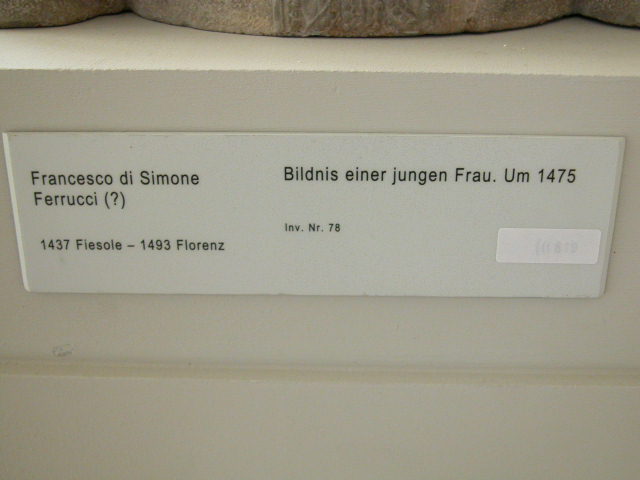 Francesco di Simone
Ferrucci (?)
1437 Fiesole – 1493 Florenz
Bildnis einer jungen Frau. Um 1475
Inv. Nr. 78